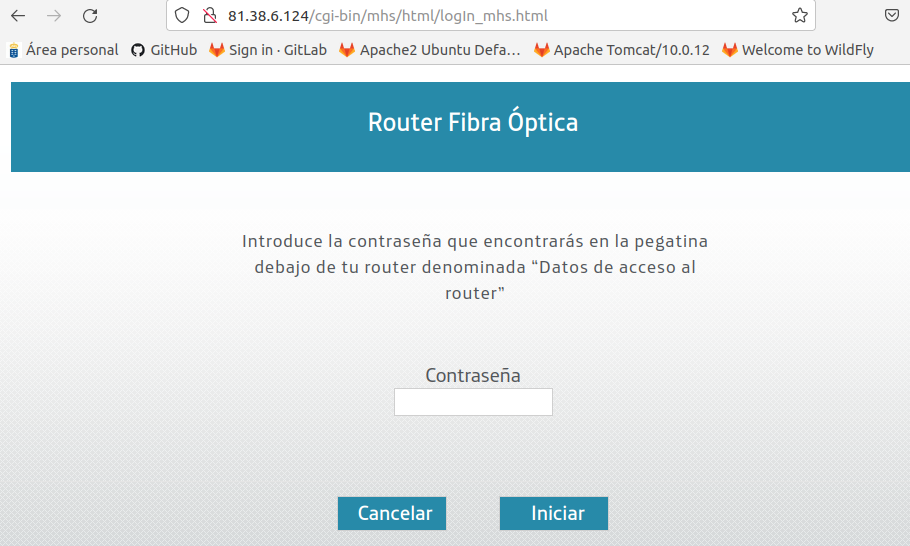 81.38.6.124/cgi-bin/mhs/html/logIn_mhs.html
Área personal GitHub Sign in · GitLab Apache2 Ubuntu Defa… Apache Tomcat/10.0.12 Welcome to WildFly
Router Fibra Óptica
Introduce la contraseña que encontrarás en la pegatina
debajo de tu router denominada “Datos de acceso al
router”
Contraseña
Cancelar Iniciar